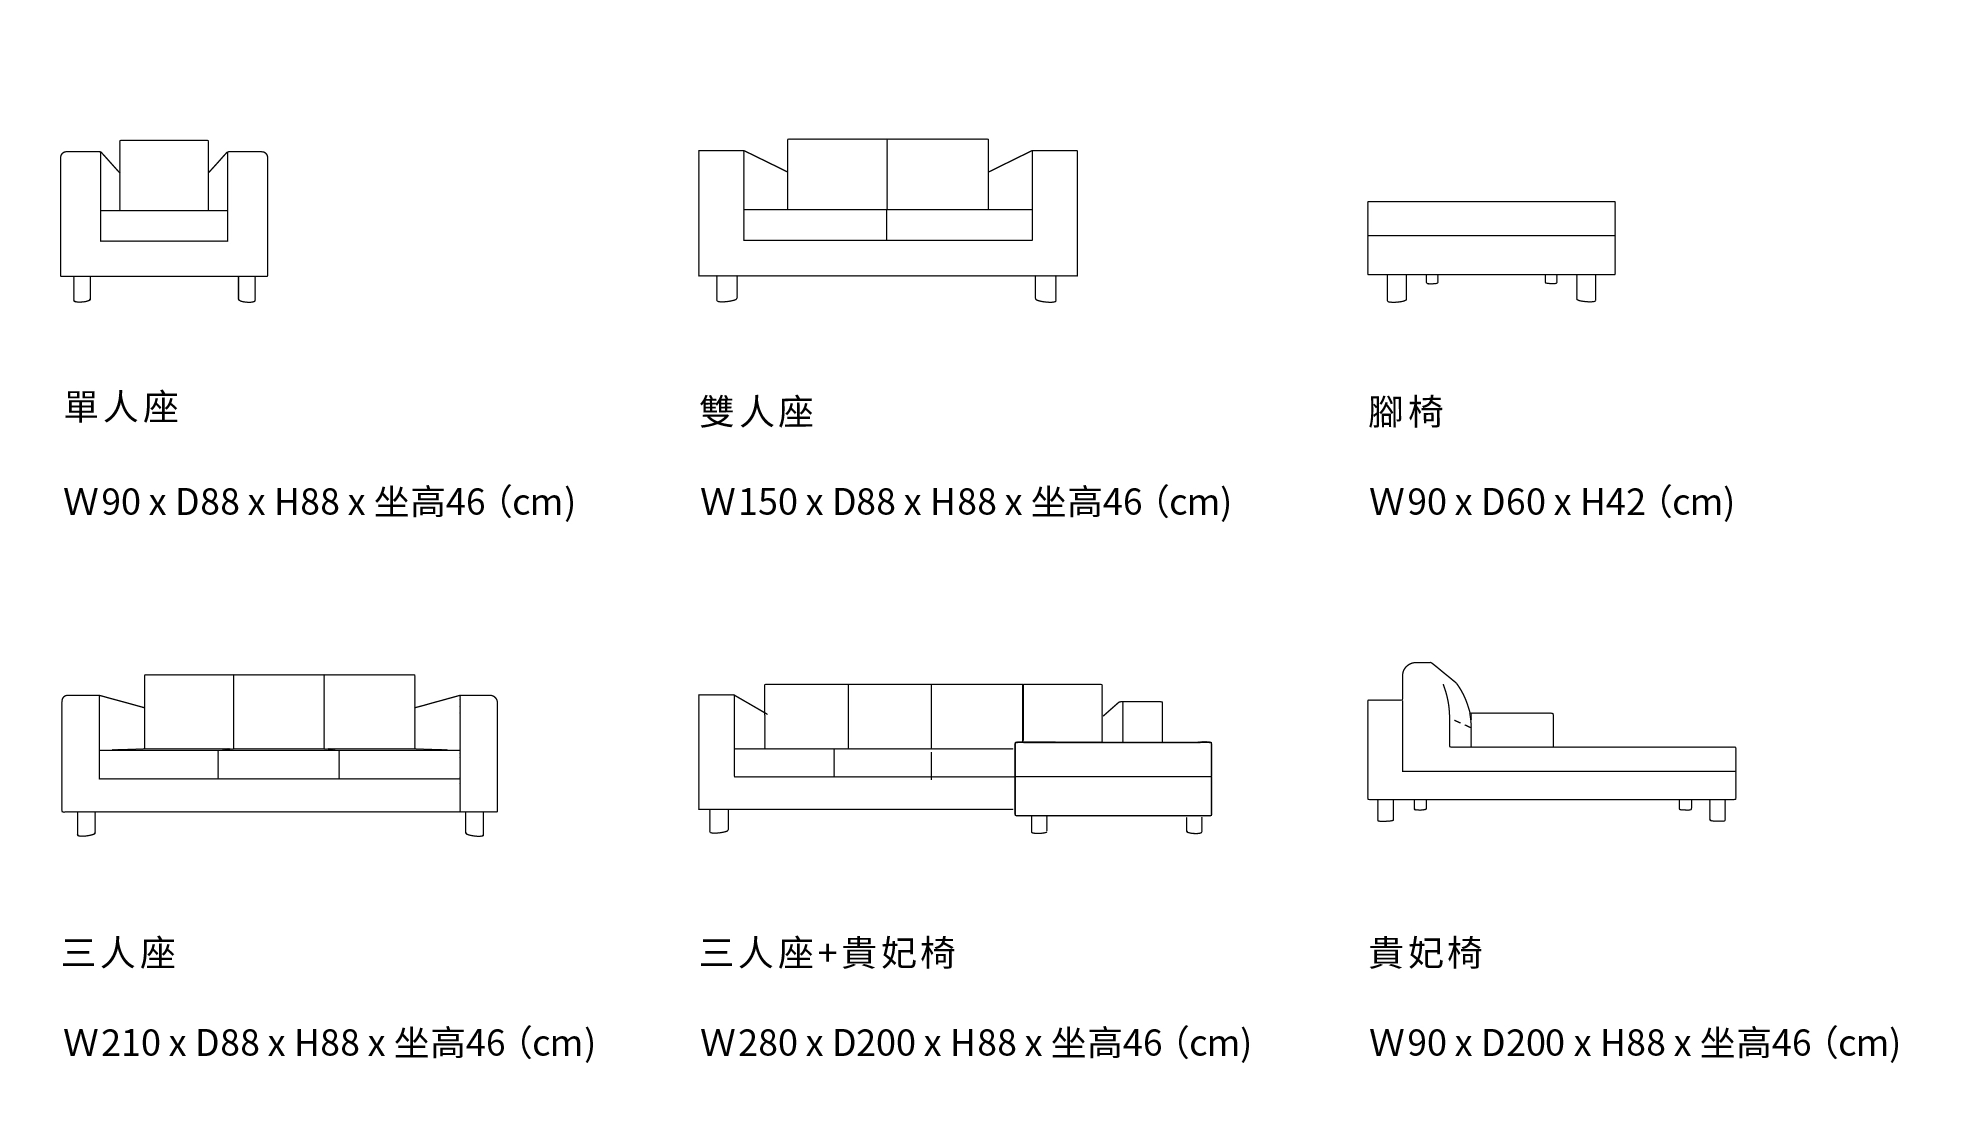 單人座
W90 x D88 x H88 x 坐高46（cm)
雙人座
W150 x D88 x H88 x 坐高46（cm)
腳椅
W90 x D60 x H42（cm)
三人座
W210 x D88 x H88 x 坐高46（cm)
三人座+貴妃椅
W280 x D200 x H88 x 坐高46（cm)
貴妃椅
W90 x D200 x H88 x 坐高46（cm)